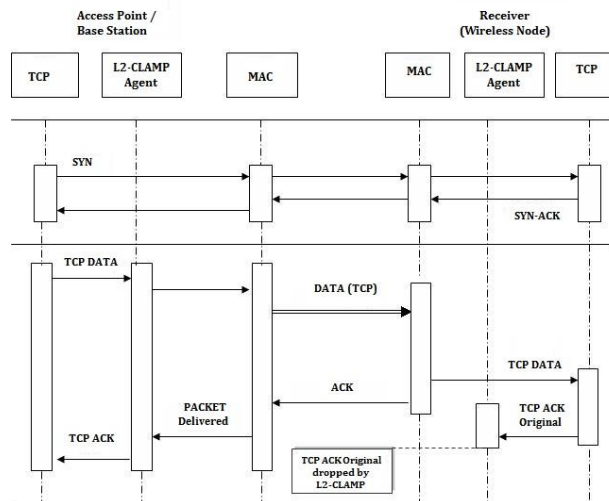 Access Point /
Base Station
Receiver
(Wireless Node)
TCP
L2-CLAMP
Agent
MAC
MAC
L2-CLAMP
Agent
TCP
SYN
SYN-ACK
TCP DATA
DATA (TCP)
TCP DATA
ACK
PACKET
Delivered
TCP ACK
Original
TCP ACK
TCP ACK Original
dropped by
L2-CLAMP